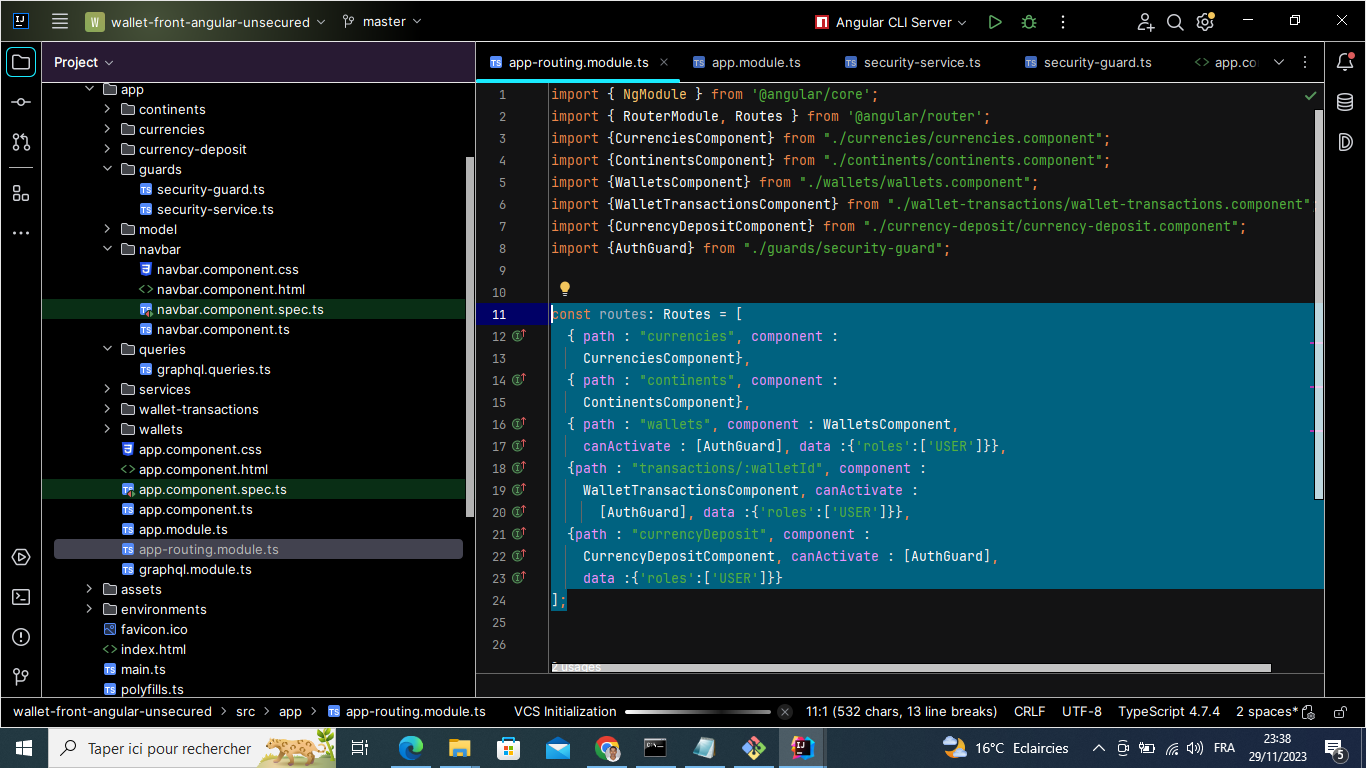 W wallet-front-angular-unsecured master Angular CLI Server
Project
app
continents
currencies
currency-deposit
guards
security-guard.ts
security-service.ts
model
navbar
navbar.component.css
navbar.component.html
navbar.component.spec.ts
navbar.component.ts
queries
graphql.queries.ts
services
wallet-transactions
wallets
app.component.css
app.component.html
app.component.spec.ts
app.component.ts
app.module.ts
app-routing.module.ts
graphql.module.ts
assets
environments
favicon.ico
index.html
main.ts
polyfills.ts
app-routing.module.ts app.module.ts security-service.ts security-guard.ts app.co
1 import { NgModule } from '@angular/core';
2 import { RouterModule, Routes } from '@angular/router';
3 import {CurrenciesComponent} from "./currencies/currencies.component";
4 import {ContinentsComponent} from "./continents/continents.component";
5 import {WalletsComponent} from "./wallets/wallets.component";
6 import {WalletTransactionsComponent} from "./wallet-transactions/wallet-transactions.component";
7 import {CurrencyDepositComponent} from "./currency-deposit/currency-deposit.component";
8 import {AuthGuard} from "./guards/security-guard";
9
10
11 const routes: Routes = [
12 { path : "currencies", component :
13 CurrenciesComponent},
14 { path : "continents", component :
15 ContinentsComponent},
16 { path : "wallets", component : WalletsComponent,
17 canActivate : [AuthGuard], data :{'roles':['USER']}},
18 {path : "transactions/:walletId", component :
19 WalletTransactionsComponent, canActivate :
20 [AuthGuard], data :{'roles':['USER']}},
21 {path : "currencyDeposit", component :
22 CurrencyDepositComponent, canActivate : [AuthGuard],
23 data :{'roles':['USER']}}
24 ];
25
26
2 usages
wallet-front-angular-unsecured > src > app > app-routing.module.ts VCS Initialization 11:1 (532 chars, 13 line breaks) CRLF UTF-8 TypeScript 4.7.4 2 spaces*
Taper ici pour rechercher 16°C Eclaircies FRA 23:38
29/11/2023 5